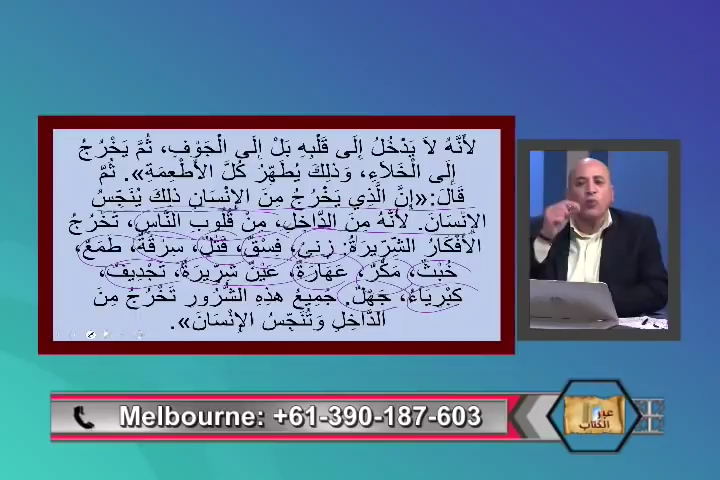 لأَنَّهُ لاَ يَدْخُلُ إِلَى قَلْبِهِ بَلْ إِلَى الْجَوْفِ، ثُمَّ يَخْرُجُ
إِلَى الْخَلاَءِ، وَذلِكَ يُطَهِّرُ كُلَّ الأَطْعِمَةِ». ثُمَّ
قَالَ:«إِنَّ الَّذِي يَخْرُجُ مِنَ الإِنْسَانِ ذلِكَ يُنَجِّسُ
الإِنْسَانَ. لأَنَّهُ مِنَ الدَّاخِلِ، مِنْ قُلُوبِ النَّاسِ، تَخْرُجُ
الأَفْكَارُ الشِّرِّيرَةُ: زِنىً، فِسْقٌ، قَتْلٌ، سِرْقَةٌ، طَمَعٌ،
خُبْثٌ، مَكْرٌ، عَهَارَةٌ، عَيْنٌ شِرِّيرَةٌ، تَجْدِيفٌ،
كِبْرِيَاءُ، جَهْلٌ. جَمِيعُ هذِهِ الشُّرُورِ تَخْرُجُ مِنَ
الدَّاخِلِ وَتُنَجِّسُ الإِنْسَانَ».
Melbourne: +61-390-187-603
عبر
الكتاب